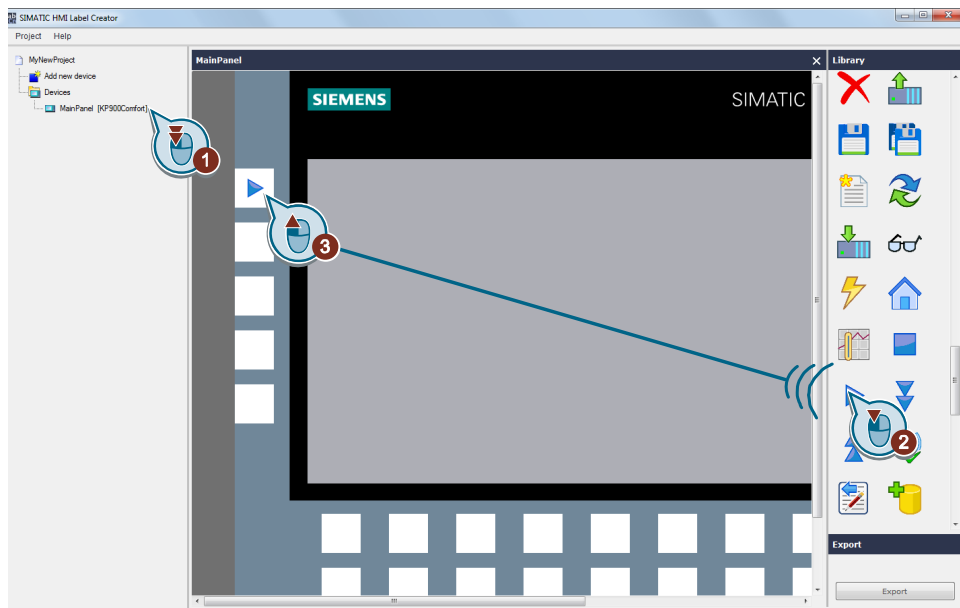 SIMATIC HMI Label Creator
Project Help
MyNewProject
Add new device
Devices
MainPanel [KP900Comfort]
MainPanel
SIEMENS
SIMATIC
Library
1
3
2
Export
Export